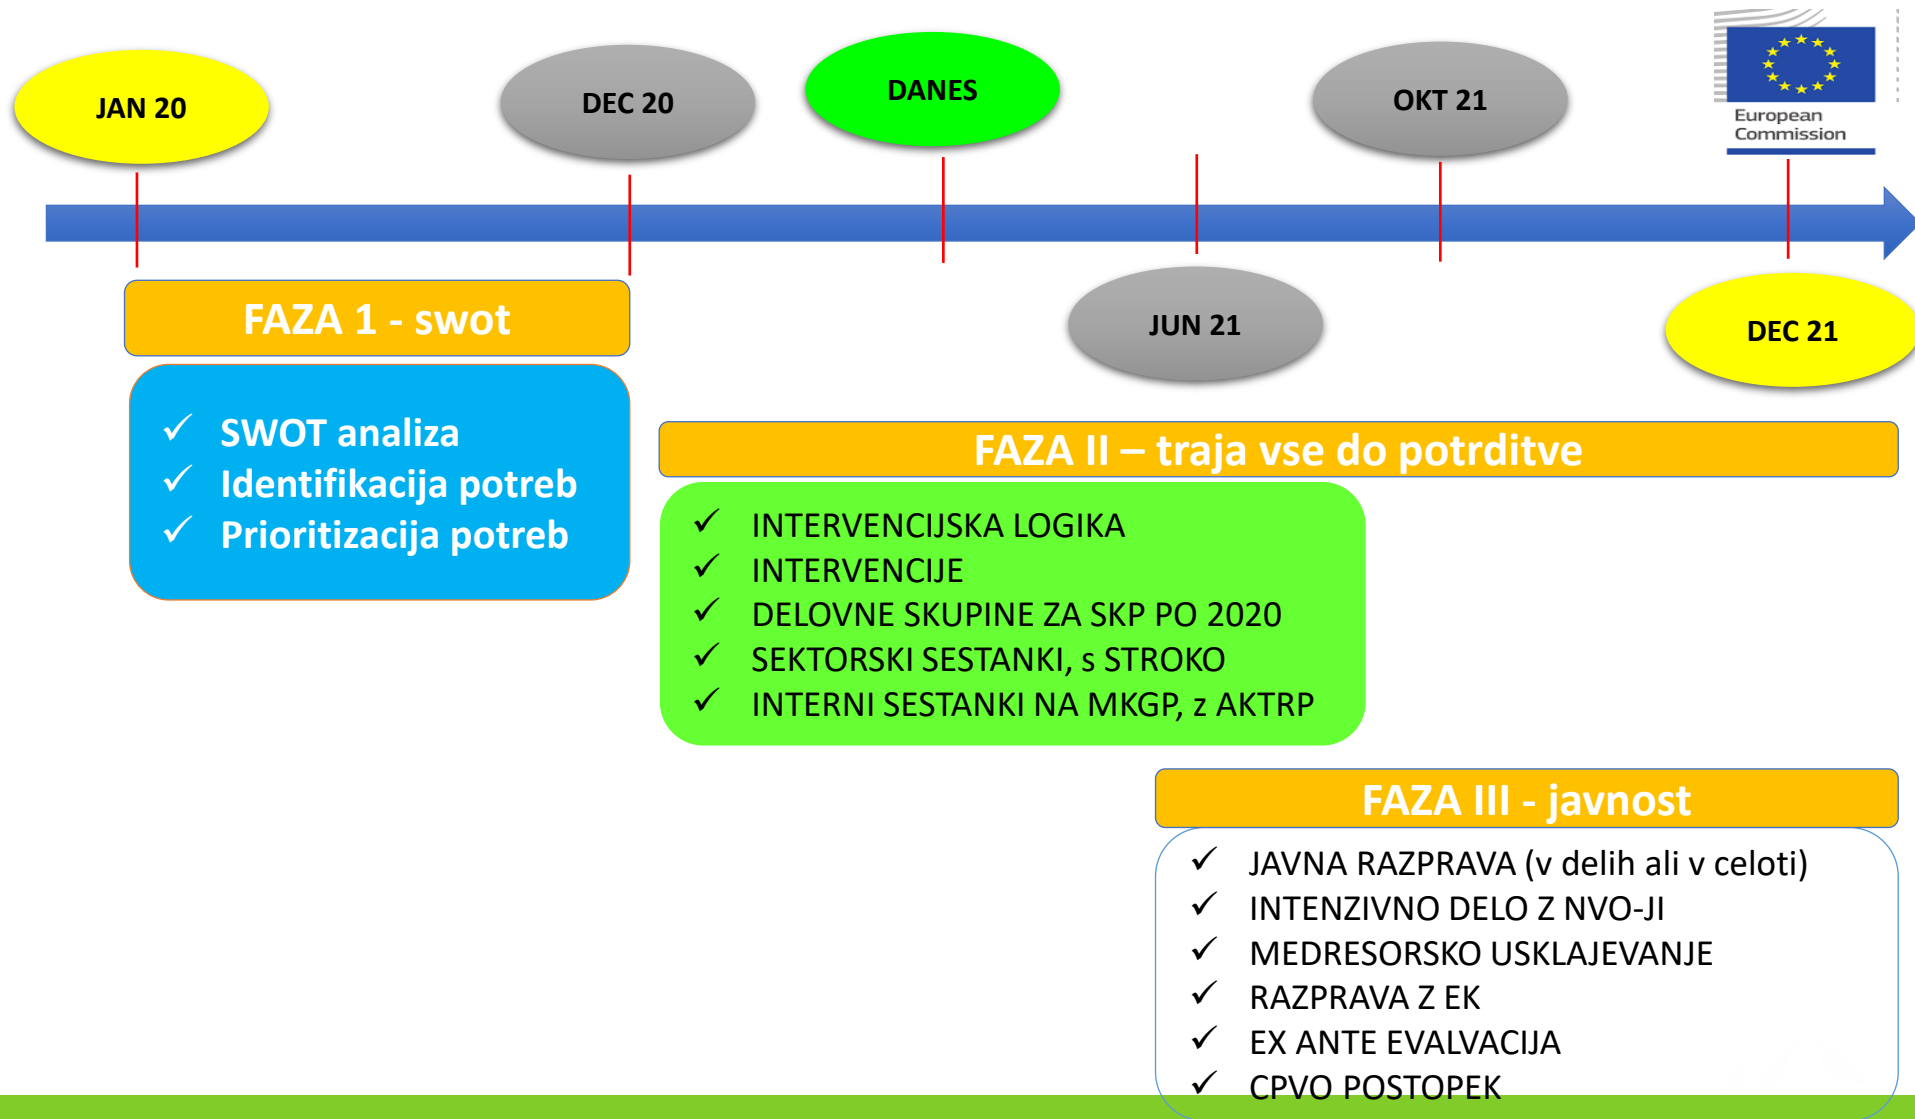 JAN 20
DEC 20
DANES
OKT 21
European
Commission
JUN 21
DEC 21
FAZA 1 - swot
✓ SWOT analiza
✓ Identifikacija potreb
✓ Prioritizacija potreb
FAZA II – traja vse do potrditve
✓ INTERVENCIJSKA LOGIKA
✓ INTERVENCIJE
✓ DELOVNE SKUPINE ZA SKP PO 2020
✓ SEKTORSKI SESTANKI, s STROKO
✓ INTERNI SESTANKI NA MKGP, z AKTRP
FAZA III - javnost
✓ JAVNA RAZPRAVA (v delih ali v celoti)
✓ INTENZIVNO DELO Z NVO-JI
✓ MEDRESORSKO USKLAJEVANJE
✓ RAZPRAVA Z EK
✓ EX ANTE EVALVACIJA
✓ CPVO POSTOPEK